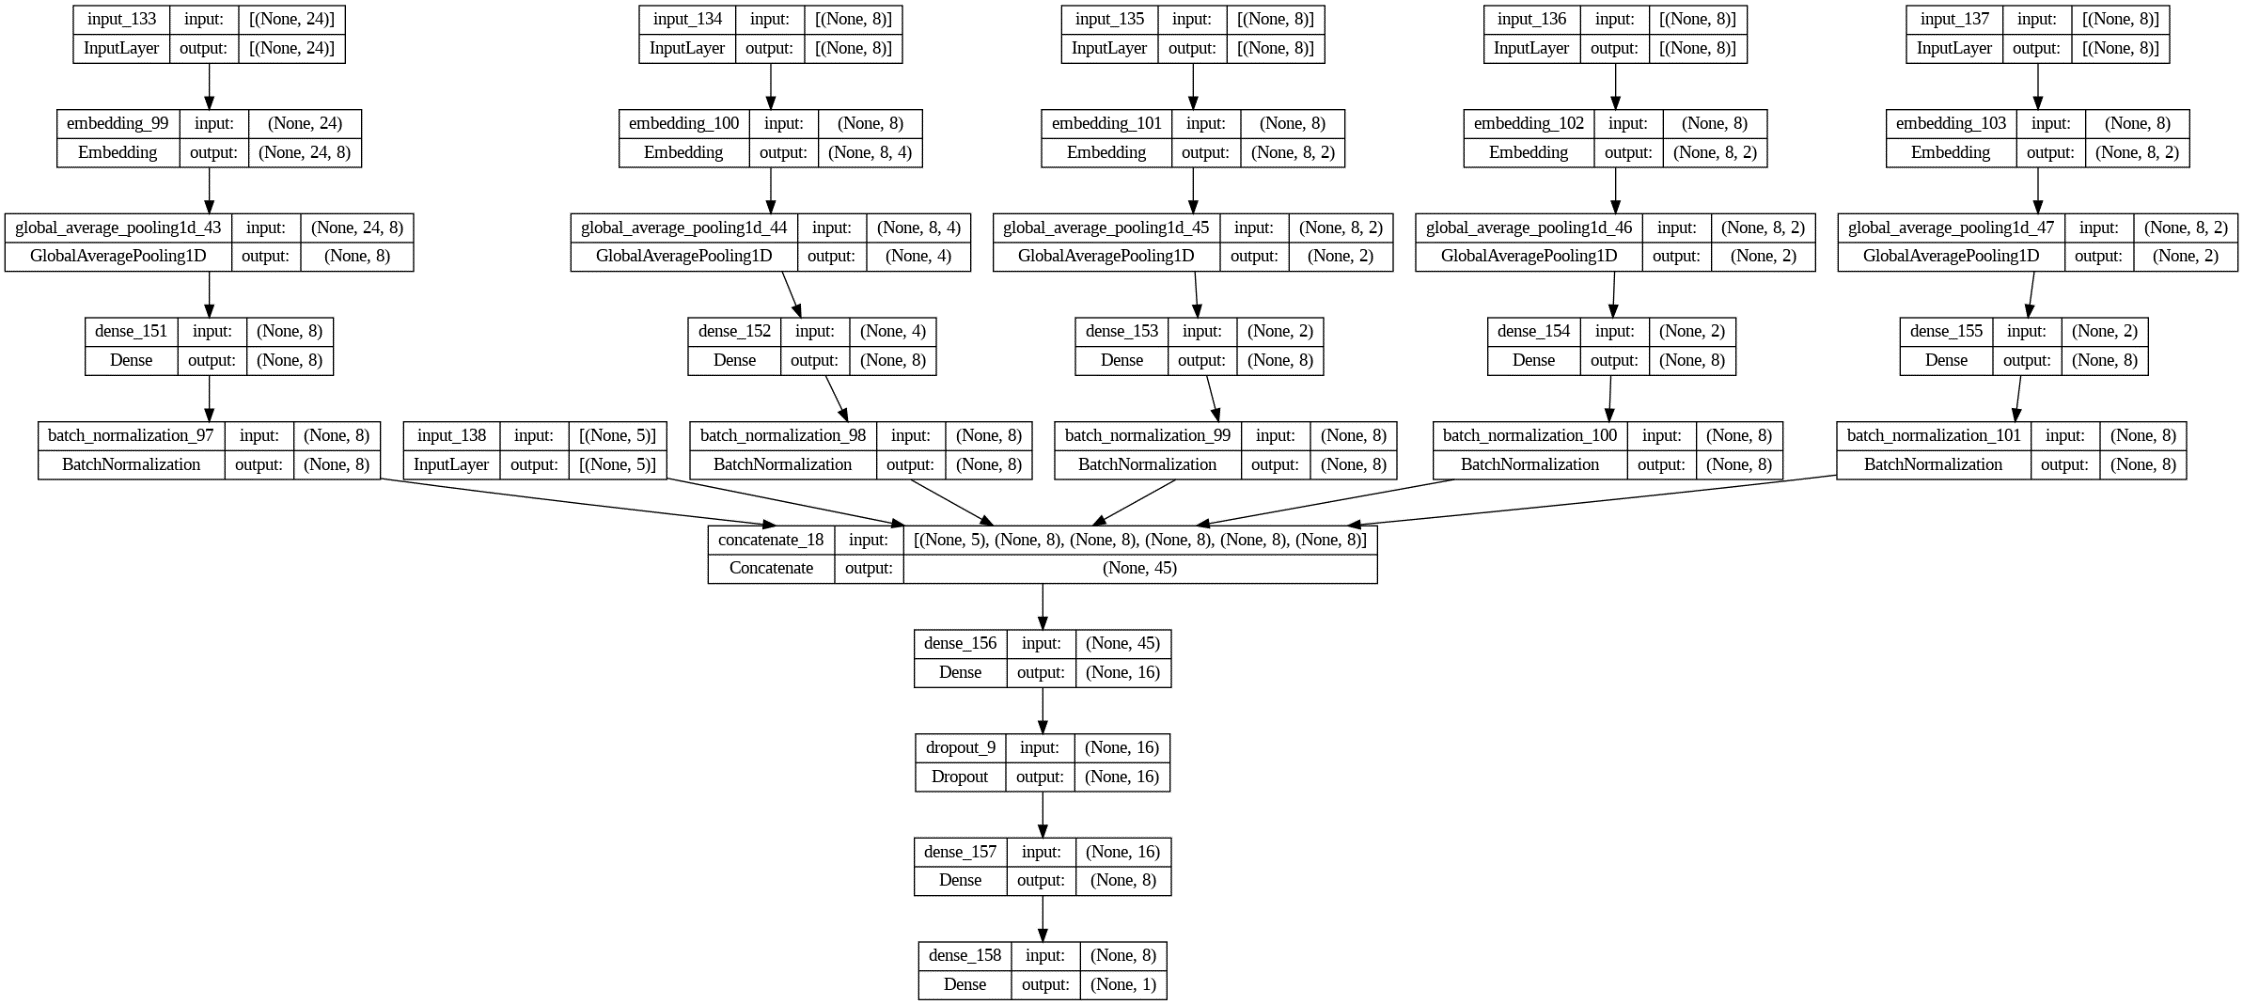 input_133 input: [(None, 24)]
InputLayer output: [(None, 24)]
input_134 input: [(None, 8)]
InputLayer output: [(None, 8)]
input_135 input: [(None, 8)]
InputLayer output: [(None, 8)]
input_136 input: [(None, 8)]
InputLayer output: [(None, 8)]
input_137 input: [(None, 8)]
InputLayer output: [(None, 8)]
embedding_99 input: (None, 24)
Embedding output: (None, 24, 8)
embedding_100 input: (None, 8)
Embedding output: (None, 8, 4)
embedding_101 input: (None, 8)
Embedding output: (None, 8, 2)
embedding_102 input: (None, 8)
Embedding output: (None, 8, 2)
embedding_103 input: (None, 8)
Embedding output: (None, 8, 2)
global_average_pooling1d_43 input: (None, 24, 8)
GlobalAveragePooling1D output: (None, 8)
global_average_pooling1d_44 input: (None, 8, 4)
GlobalAveragePooling1D output: (None, 4)
global_average_pooling1d_45 input: (None, 8, 2)
GlobalAveragePooling1D output: (None, 2)
global_average_pooling1d_46 input: (None, 8, 2)
GlobalAveragePooling1D output: (None, 2)
global_average_pooling1d_47 input: (None, 8, 2)
GlobalAveragePooling1D output: (None, 2)
dense_151 input: (None, 8)
Dense output: (None, 8)
dense_152 input: (None, 4)
Dense output: (None, 8)
dense_153 input: (None, 2)
Dense output: (None, 8)
dense_154 input: (None, 2)
Dense output: (None, 8)
dense_155 input: (None, 2)
Dense output: (None, 8)
batch_normalization_97 input: (None, 8)
BatchNormalization output: (None, 8)
input_138 input: [(None, 5)]
InputLayer output: [(None, 5)]
batch_normalization_98 input: (None, 8)
BatchNormalization output: (None, 8)
batch_normalization_99 input: (None, 8)
BatchNormalization output: (None, 8)
batch_normalization_100 input: (None, 8)
BatchNormalization output: (None, 8)
batch_normalization_101 input: (None, 8)
BatchNormalization output: (None, 8)
concatenate_18 input: [(None, 5), (None, 8), (None, 8), (None, 8), (None, 8), (None, 8)]
Concatenate output: (None, 45)
dense_156 input: (None, 45)
Dense output: (None, 16)
dropout_9 input: (None, 16)
Dropout output: (None, 16)
dense_157 input: (None, 16)
Dense output: (None, 8)
dense_158 input: (None, 8)
Dense output: (None, 1)